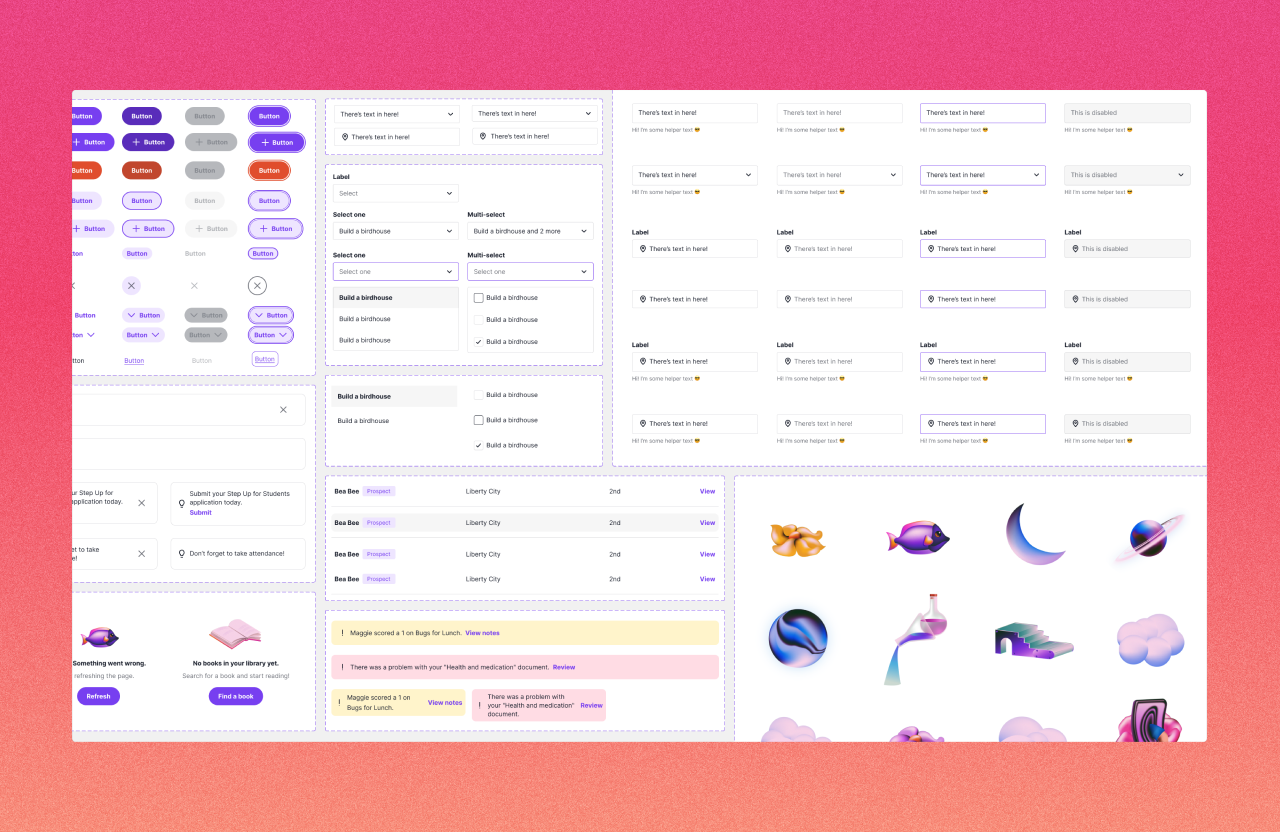 Button Button Button Button
Button Button Button Button
Button Button Button Button
Button Button Button Button
Button Button Button Button
Button Button Button
Button Button Button Button
Button Button Button
Button Button Button
Submit your Step Up for Students
application today.
Submit
ur Step Up for
application today.
et to take
e!
Don't forget to take attendance!
Something went wrong.
refreshing the page.
Refresh
No books in your library yet.
Search for a book and start reading!
Find a book
There's text in here! There's text in here!
There's text in here! There's text in here!
Label
Select
Select one Multi-select
Build a birdhouse Build a birdhouse and 2 more
Select one Multi-select
Select one Select one
Build a birdhouse Build a birdhouse
Build a birdhouse Build a birdhouse
Build a birdhouse Build a birdhouse
Build a birdhouse Build a birdhouse
Build a birdhouse Build a birdhouse
Build a birdhouse
There's text in here! There's text in here! There's text in here! This is disabled
Hi! I'm some helper text 😎 Hi! I'm some helper text 😎 Hi! I'm some helper text 😎 Hi! I'm some helper text 😎
There's text in here! There's text in here! There's text in here! This is disabled
Hi! I'm some helper text 😎 Hi! I'm some helper text 😎 Hi! I'm some helper text 😎 Hi! I'm some helper text 😎
Label Label Label Label
There's text in here! There's text in here! There's text in here! This is disabled
There's text in here! There's text in here! There's text in here! This is disabled
Label Label Label Label
There's text in here! There's text in here! There's text in here! This is disabled
Hi! I'm some helper text 😎 Hi! I'm some helper text 😎 Hi! I'm some helper text 😎 Hi! I'm some helper text 😎
There's text in here! There's text in here! There's text in here! This is disabled
Hi! I'm some helper text 😎 Hi! I'm some helper text 😎 Hi! I'm some helper text 😎 Hi! I'm some helper text 😎
Bea Bee Prospect Liberty City 2nd View
Bea Bee Prospect Liberty City 2nd View
Bea Bee Prospect Liberty City 2nd View
Bea Bee Prospect Liberty City 2nd View
! Maggie scored a 1 on Bugs for Lunch. View notes
! There was a problem with your "Health and medication" document. Review
! Maggie scored a 1 on
Bugs for Lunch. View notes
! There was a problem with
your "Health and medication"
document. Review